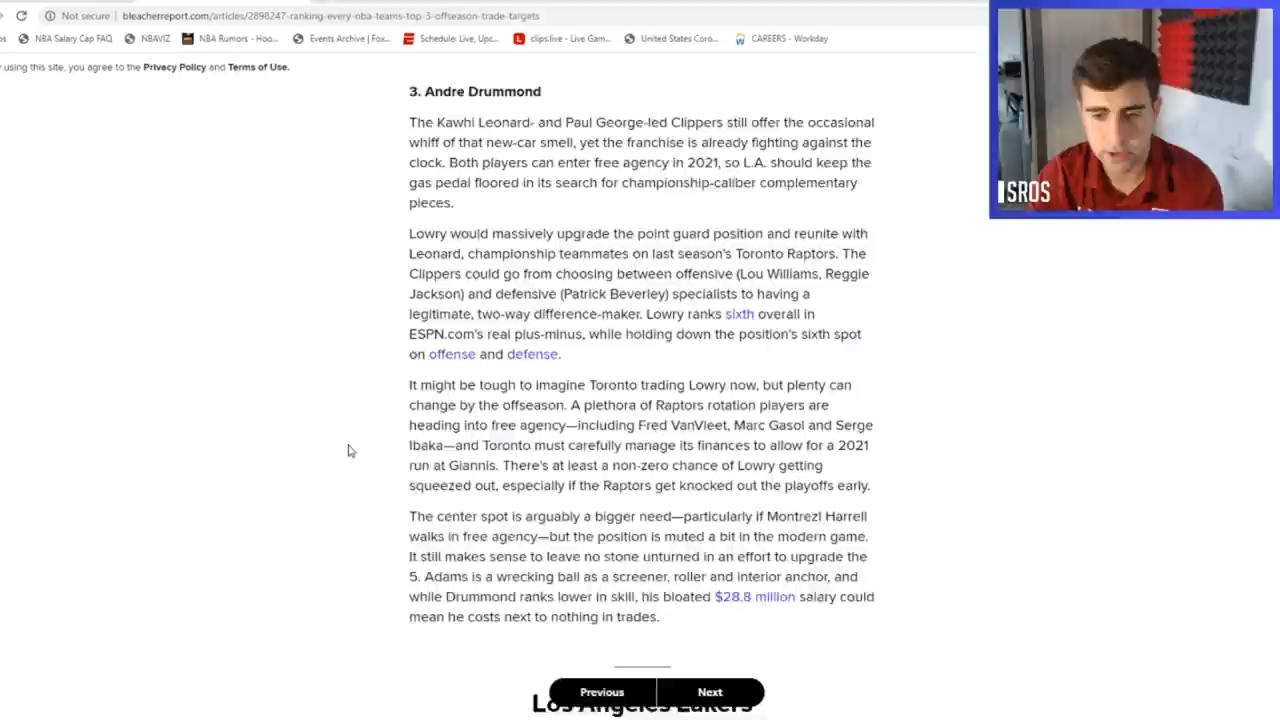 Not secure | bleacherreport.com/articles/2898247-ranking-every-nba-teams-top-3-offseason-trade-targets
NBA Salary Cap FAQ NBAVIZ NBA Rumors - Hoo... Events Archive | Fox... Schedule: Live, Upc... clips.live - Live Gam... United States Coro... CAREERS - Workday
using this site, you agree to the Privacy Policy and Terms of Use.
3. Andre Drummond
The Kawhi Leonard- and Paul George-led Clippers still offer the occasional
whiff of that new-car smell, yet the franchise is already fighting against the
clock. Both players can enter free agency in 2021, so L.A. should keep the
gas pedal floored in its search for championship-caliber complementary
pieces.
Lowry would massively upgrade the point guard position and reunite with
Leonard, championship teammates on last season's Toronto Raptors. The
Clippers could go from choosing between offensive (Lou Williams, Reggie
Jackson) and defensive (Patrick Beverley) specialists to having a
legitimate, two-way difference-maker. Lowry ranks sixth overall in
ESPN.com's real plus-minus, while holding down the position's sixth spot
on offense and defense.
It might be tough to imagine Toronto trading Lowry now, but plenty can
change by the offseason. A plethora of Raptors rotation players are
heading into free agency—including Fred VanVleet, Marc Gasol and Serge
Ibaka—and Toronto must carefully manage its finances to allow for a 2021
run at Giannis. There's at least a non-zero chance of Lowry getting
squeezed out, especially if the Raptors get knocked out the playoffs early.
The center spot is arguably a bigger need—particularly if Montrezl Harrell
walks in free agency—but the position is muted a bit in the modern game.
It still makes sense to leave no stone unturned in an effort to upgrade the
5. Adams is a wrecking ball as a screener, roller and interior anchor, and
while Drummond ranks lower in skill, his bloated $28.8 million salary could
mean he costs next to nothing in trades.
Previous Next
Los Angeles Lakers
SROS